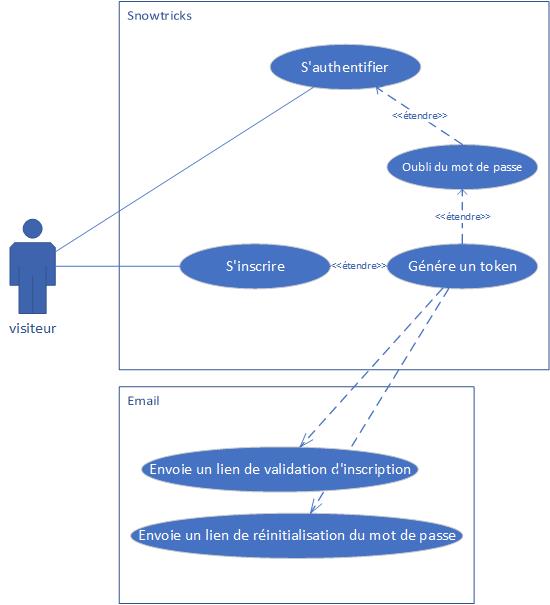 Snowtricks
S'authentifier
<<étendre>>
Oubli du mot de passe
<<étendre>>
S'inscrire
<<étendre>>
Génére un token
visiteur
Email
Envoie un lien de validation d'inscription
Envoie un lien de réinitialisation du mot de passe